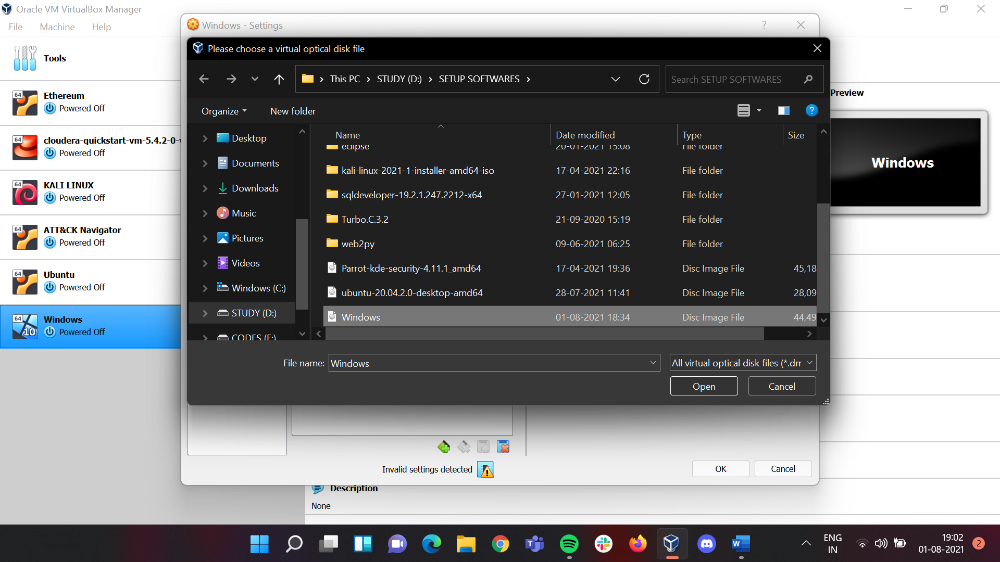 Oracle VM VirtualBox Manager
File Machine Help
Tools
64
Ethereum
Powered Off
64
cloudera-quickstart-vm-5.4.2-0-v
Powered Off
64
KALI LINUX
Powered Off
64
ATT&CK Navigator
Powered Off
64
Ubuntu
Powered Off
64
10
Windows
Powered Off
Windows - Settings
?
Please choose a virtual optical disk file
This PC STUDY (D:) SETUP SOFTWARES
Search SETUP SOFTWARES
Organize New folder
?
Desktop
Documents
Downloads
Music
Pictures
Videos
Windows (C:)
STUDY (D:)
CODES (E:)
Name Date modified Type Size
eclipse 20-01-2021 15:08 File folder
kali-linux-2021-1-installer-amd64-iso 17-04-2021 22:16 File folder
sqldeveloper-19.2.1.247.2212-x64 27-01-2021 12:05 File folder
Turbo.C.3.2 21-09-2020 15:19 File folder
web2py 09-06-2021 06:25 File folder
Parrot-kde-security-4.11.1_amd64 17-04-2021 19:36 Disc Image File 45,18
ubuntu-20.04.2.0-desktop-amd64 28-07-2021 11:41 Disc Image File 28,09
Windows 01-08-2021 18:34 Disc Image File 44,49
File name: Windows
All virtual optical disk files (*.dm
Open Cancel
Invalid settings detected
OK Cancel
Preview
Windows
Description
None
ENG
IN
19:02
01-08-2021
2